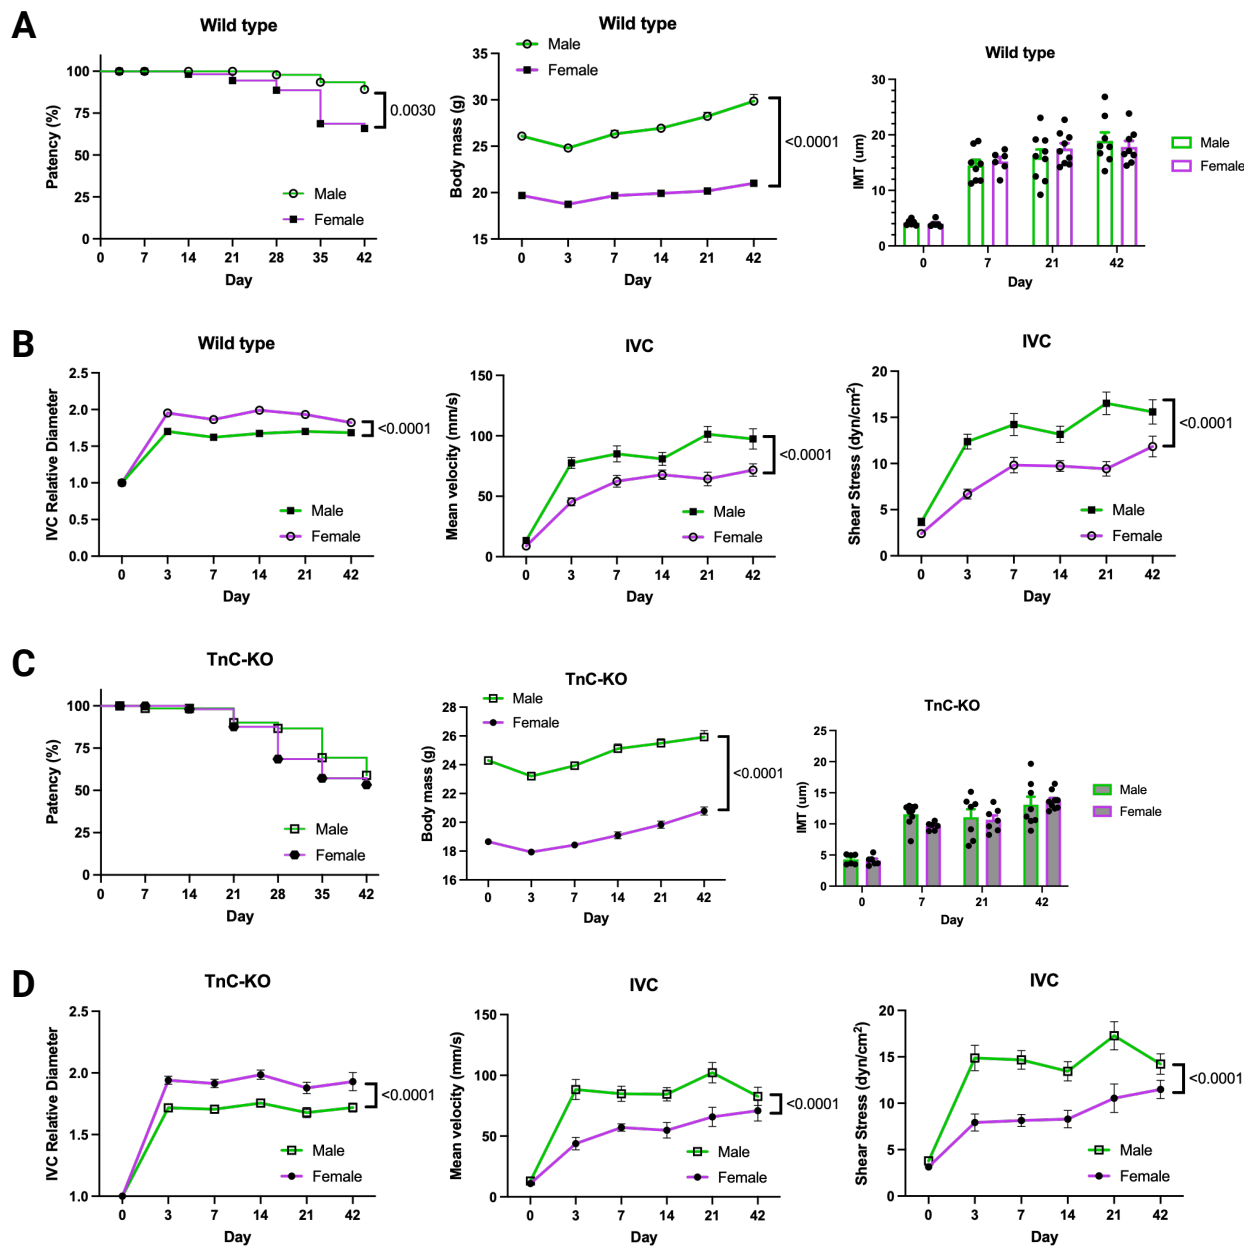 A
Wild type
Patency (%)
100
75
50
25
0
0 7 14 21 28 35 42
Day
0.0030
Male
Female
Wild type
Male
Female
Body mass (g)
35
30
25
20
15
0 3 7 14 21 42
Day
<0.0001
Wild type
IMT (um)
30
20
10
0
0 7 21 42
Day
Male
Female
B
Wild type
IVC Relative Diameter
2.5
2.0
1.5
1.0
0.5
0.0
0 3 7 14 21 42
Day
<0.0001
Male
Female
IVC
Mean velocity (mm/s)
150
100
50
0
0 3 7 14 21 42
Day
<0.0001
Male
Female
IVC
Shear Stress (dyn/cm²)
20
15
10
5
0
0 3 7 14 21 42
Day
<0.0001
Male
Female
C
TnC-KO
Patency (%)
100
75
50
25
0
0 7 14 21 28 35 42
Day
Male
Female
TnC-KO
Male
Female
Body mass (g)
28
26
24
22
20
18
16
0 3 7 14 21 42
Day
<0.0001
TnC-KO
IMT (um)
25
20
15
10
5
0
0 7 21 42
Day
Male
Female
D
TnC-KO
IVC Relative Diameter
2.5
2.0
1.5
1.0
0 3 7 14 21 42
Day
<0.0001
Male
Female
IVC
Mean velocity (mm/s)
150
100
50
0
0 3 7 14 21 42
Day
<0.0001
Male
Female
IVC
Shear Stress (dyn/cm²)
20
15
10
5
0
0 3 7 14 21 42
Day
<0.0001
Male
Female